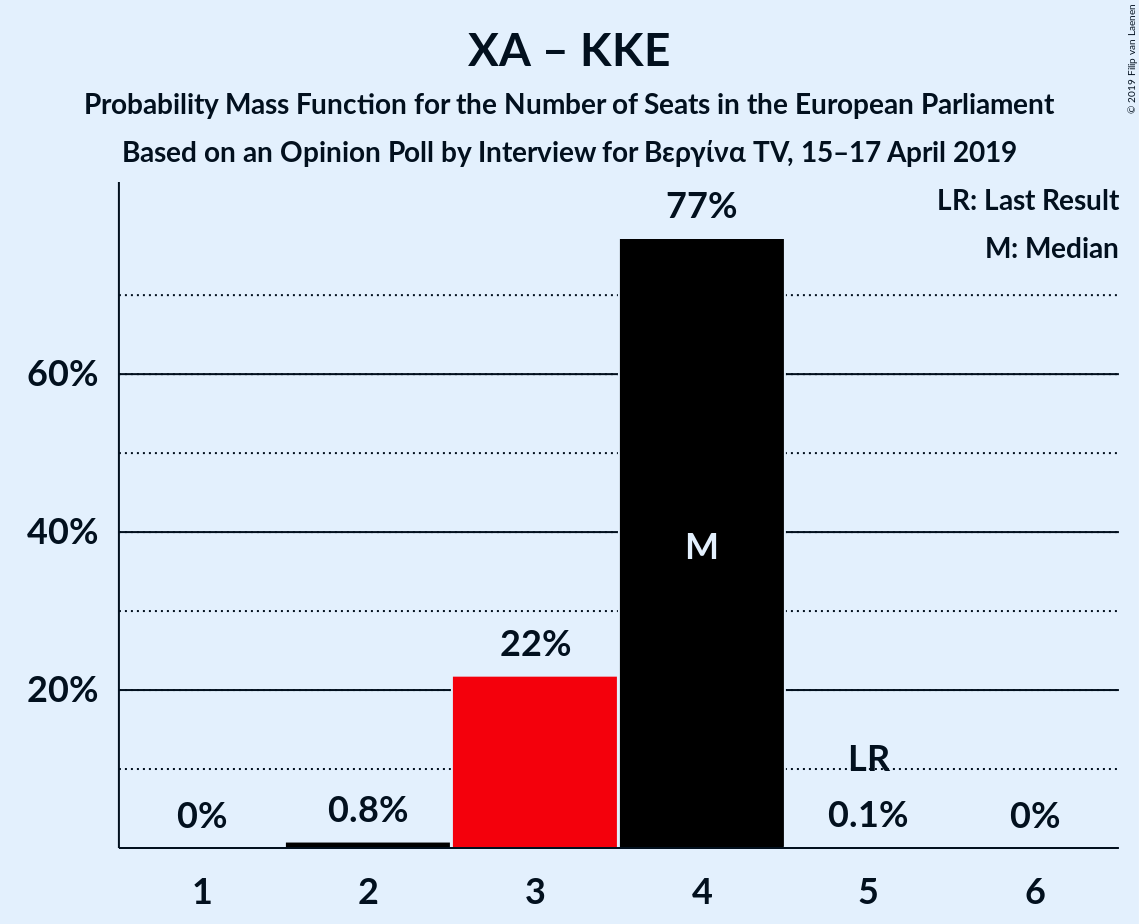 XA – KKE
Probability Mass Function for the Number of Seats in the European Parliament
Based on an Opinion Poll by Interview for Βεργίνα TV, 15–17 April 2019
© 2019 Filip van Laenen
LR: Last Result
M: Median
77%
60%
40%
M
22%
20%
LR
0%
0.8%
0.1%
0%
1 2 3 4 5 6